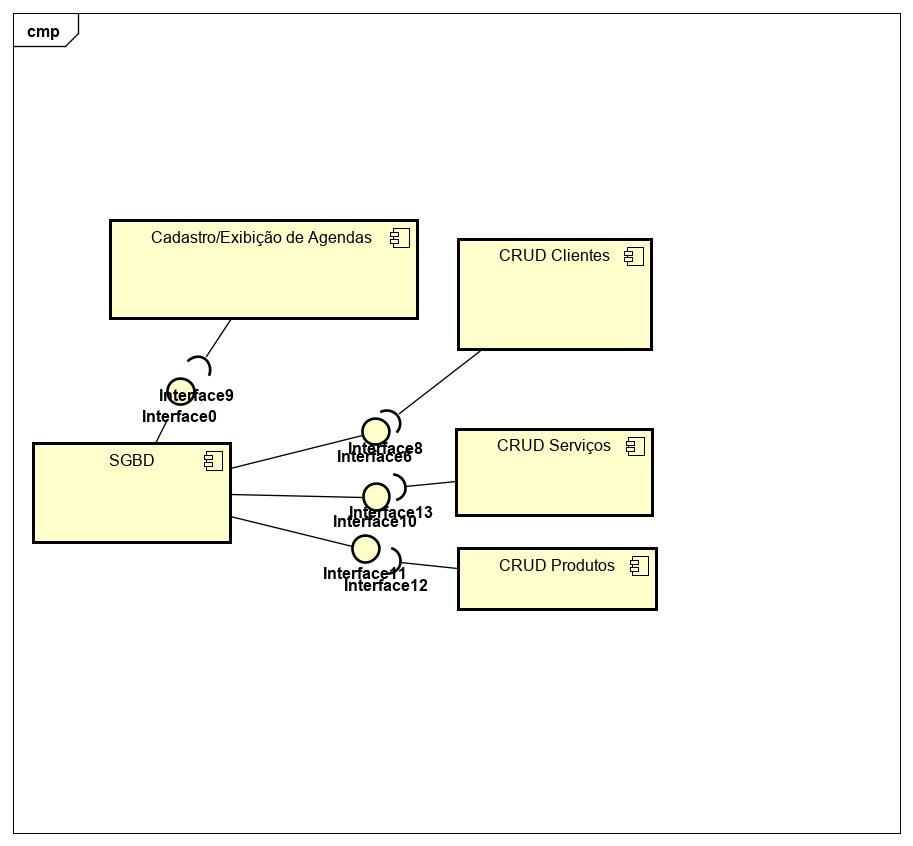 cmp
Cadastro/Exibição de Agendas
CRUD Clientes
Interface9
Interface0
SGBD
Interface8
Interface6
CRUD Serviços
Interface13
Interface10
Interface11
Interface12
CRUD Produtos